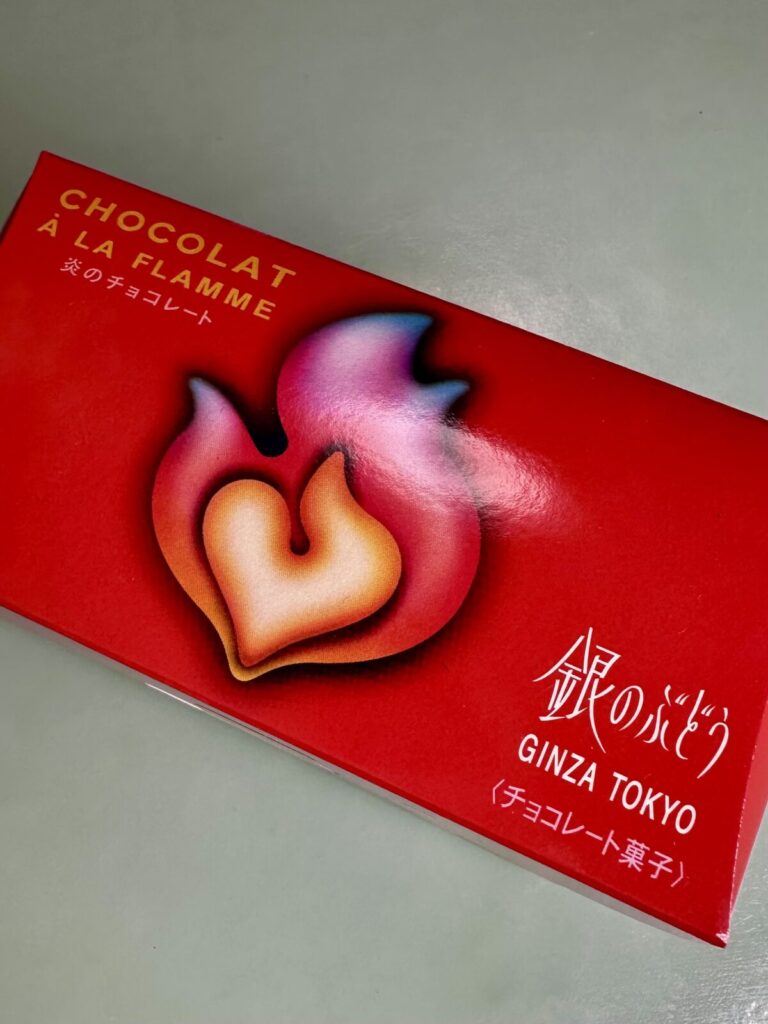 CHOCOLAT
À LA FLAMME
炎のチョコレート
銀のぶどう
GINZA TOKYO
〈チョコレート菓子〉